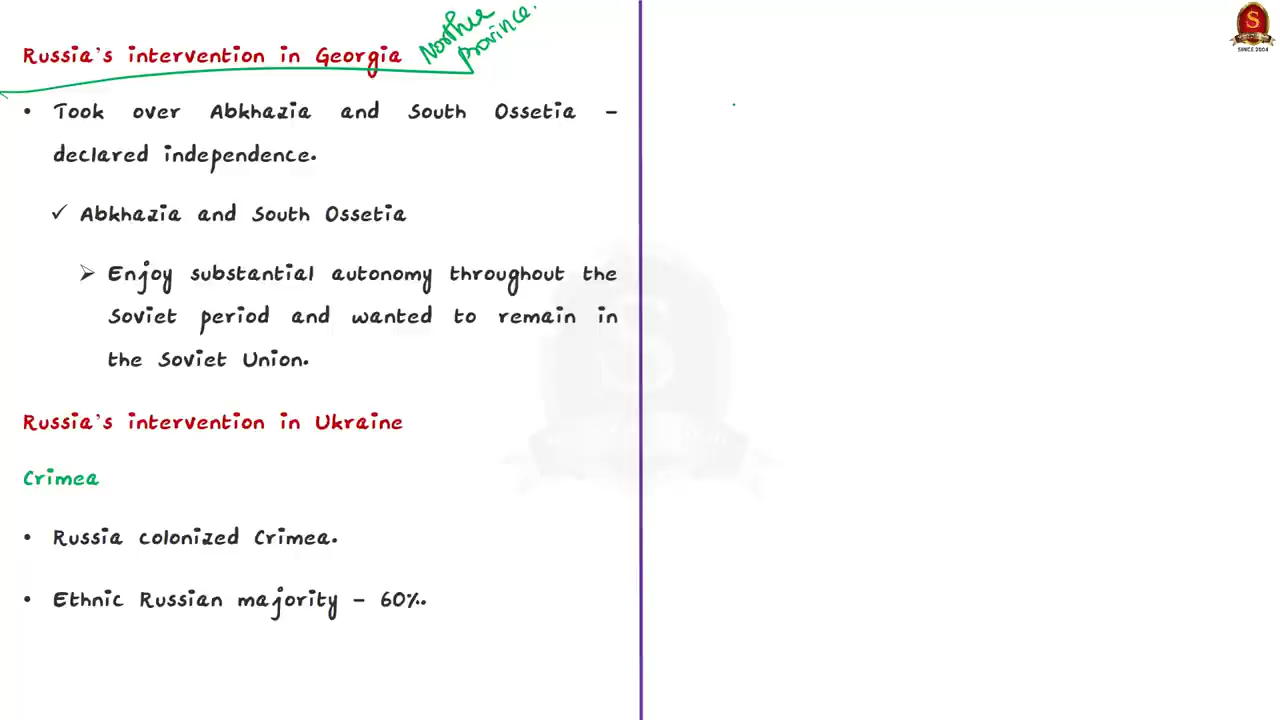 Northern
province.
Russia's intervention in Georgia
• Took over Abkhazia and South Ossetia –
declared independence.
✓ Abkhazia and South Ossetia
➢ Enjoy substantial autonomy throughout the
Soviet period and wanted to remain in
the Soviet Union.
Russia's intervention in Ukraine
Crimea
• Russia colonized Crimea.
• Ethnic Russian majority – 60%.
S
SINCE 2004